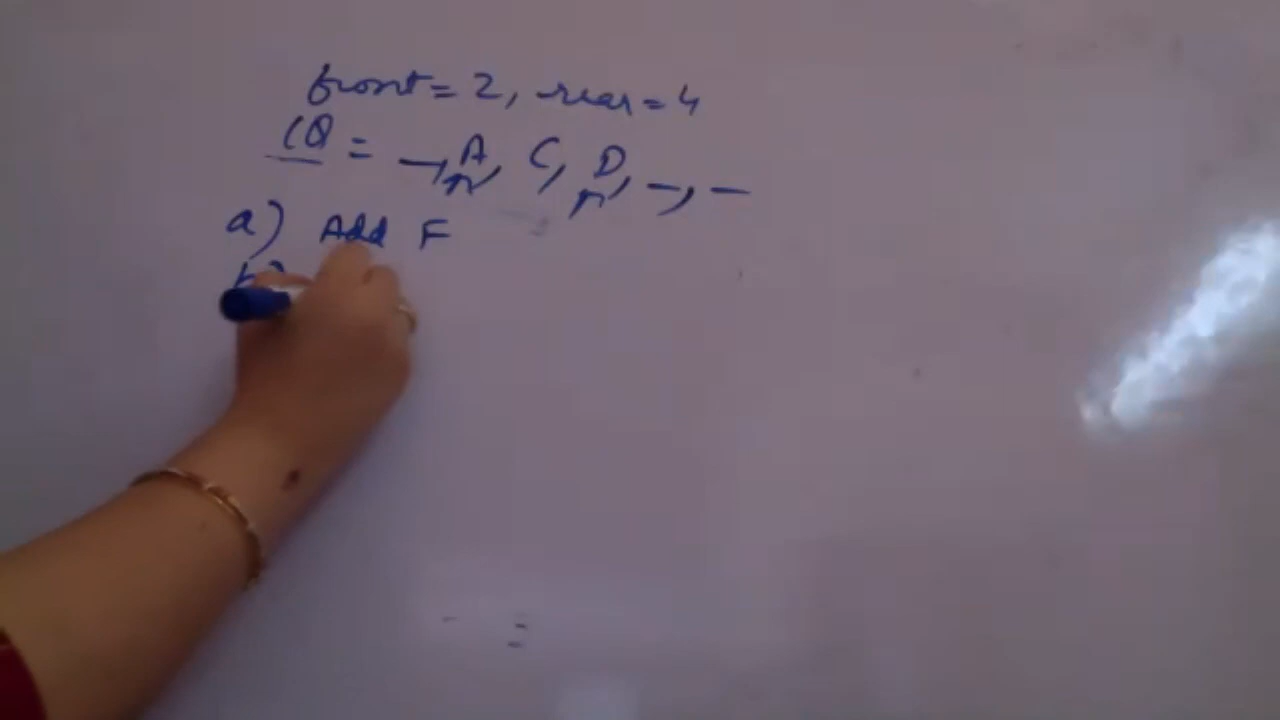 front = 2, rear = 4
CQ = _, A, C, D, _, _
a) Add F
b)